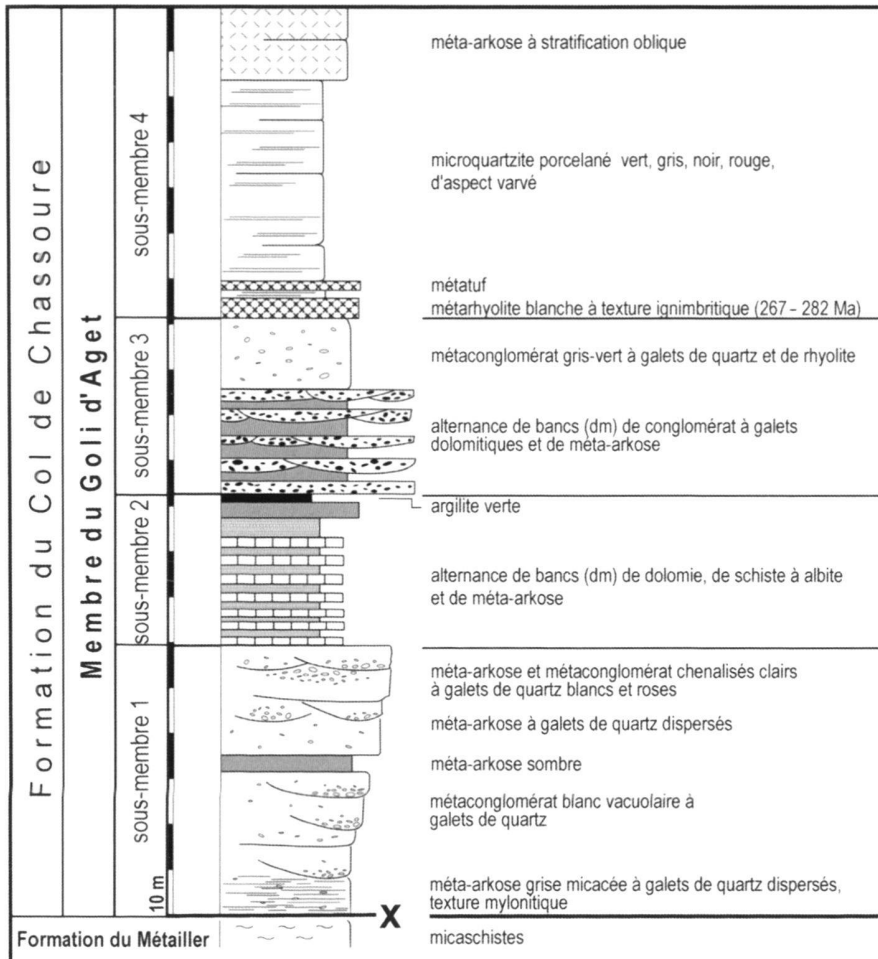 Formation du Col de Chassoure
Membre du Goli d'Aget
sous-membre 4
méta-arkose à stratification oblique
microquartzite porcelané vert, gris, noir, rouge,
d'aspect varvé
métatuf
métarhyolite blanche à texture ignimbritique (267 – 282 Ma)
sous-membre 3
métaconglomérat gris-vert à galets de quartz et de rhyolite
alternance de bancs (dm) de conglomérat à galets
dolomitiques et de méta-arkose
sous-membre 2
argilite verte
alternance de bancs (dm) de dolomie, de schiste à albite
et de méta-arkose
sous-membre 1
méta-arkose et métaconglomérat chenalisés clairs
à galets de quartz blancs et roses
méta-arkose à galets de quartz dispersés
méta-arkose sombre
métaconglomérat blanc vacuolaire à
galets de quartz
méta-arkose grise micacée à galets de quartz dispersés,
texture mylonitique
10 m
X
Formation du Métailler
micaschistes